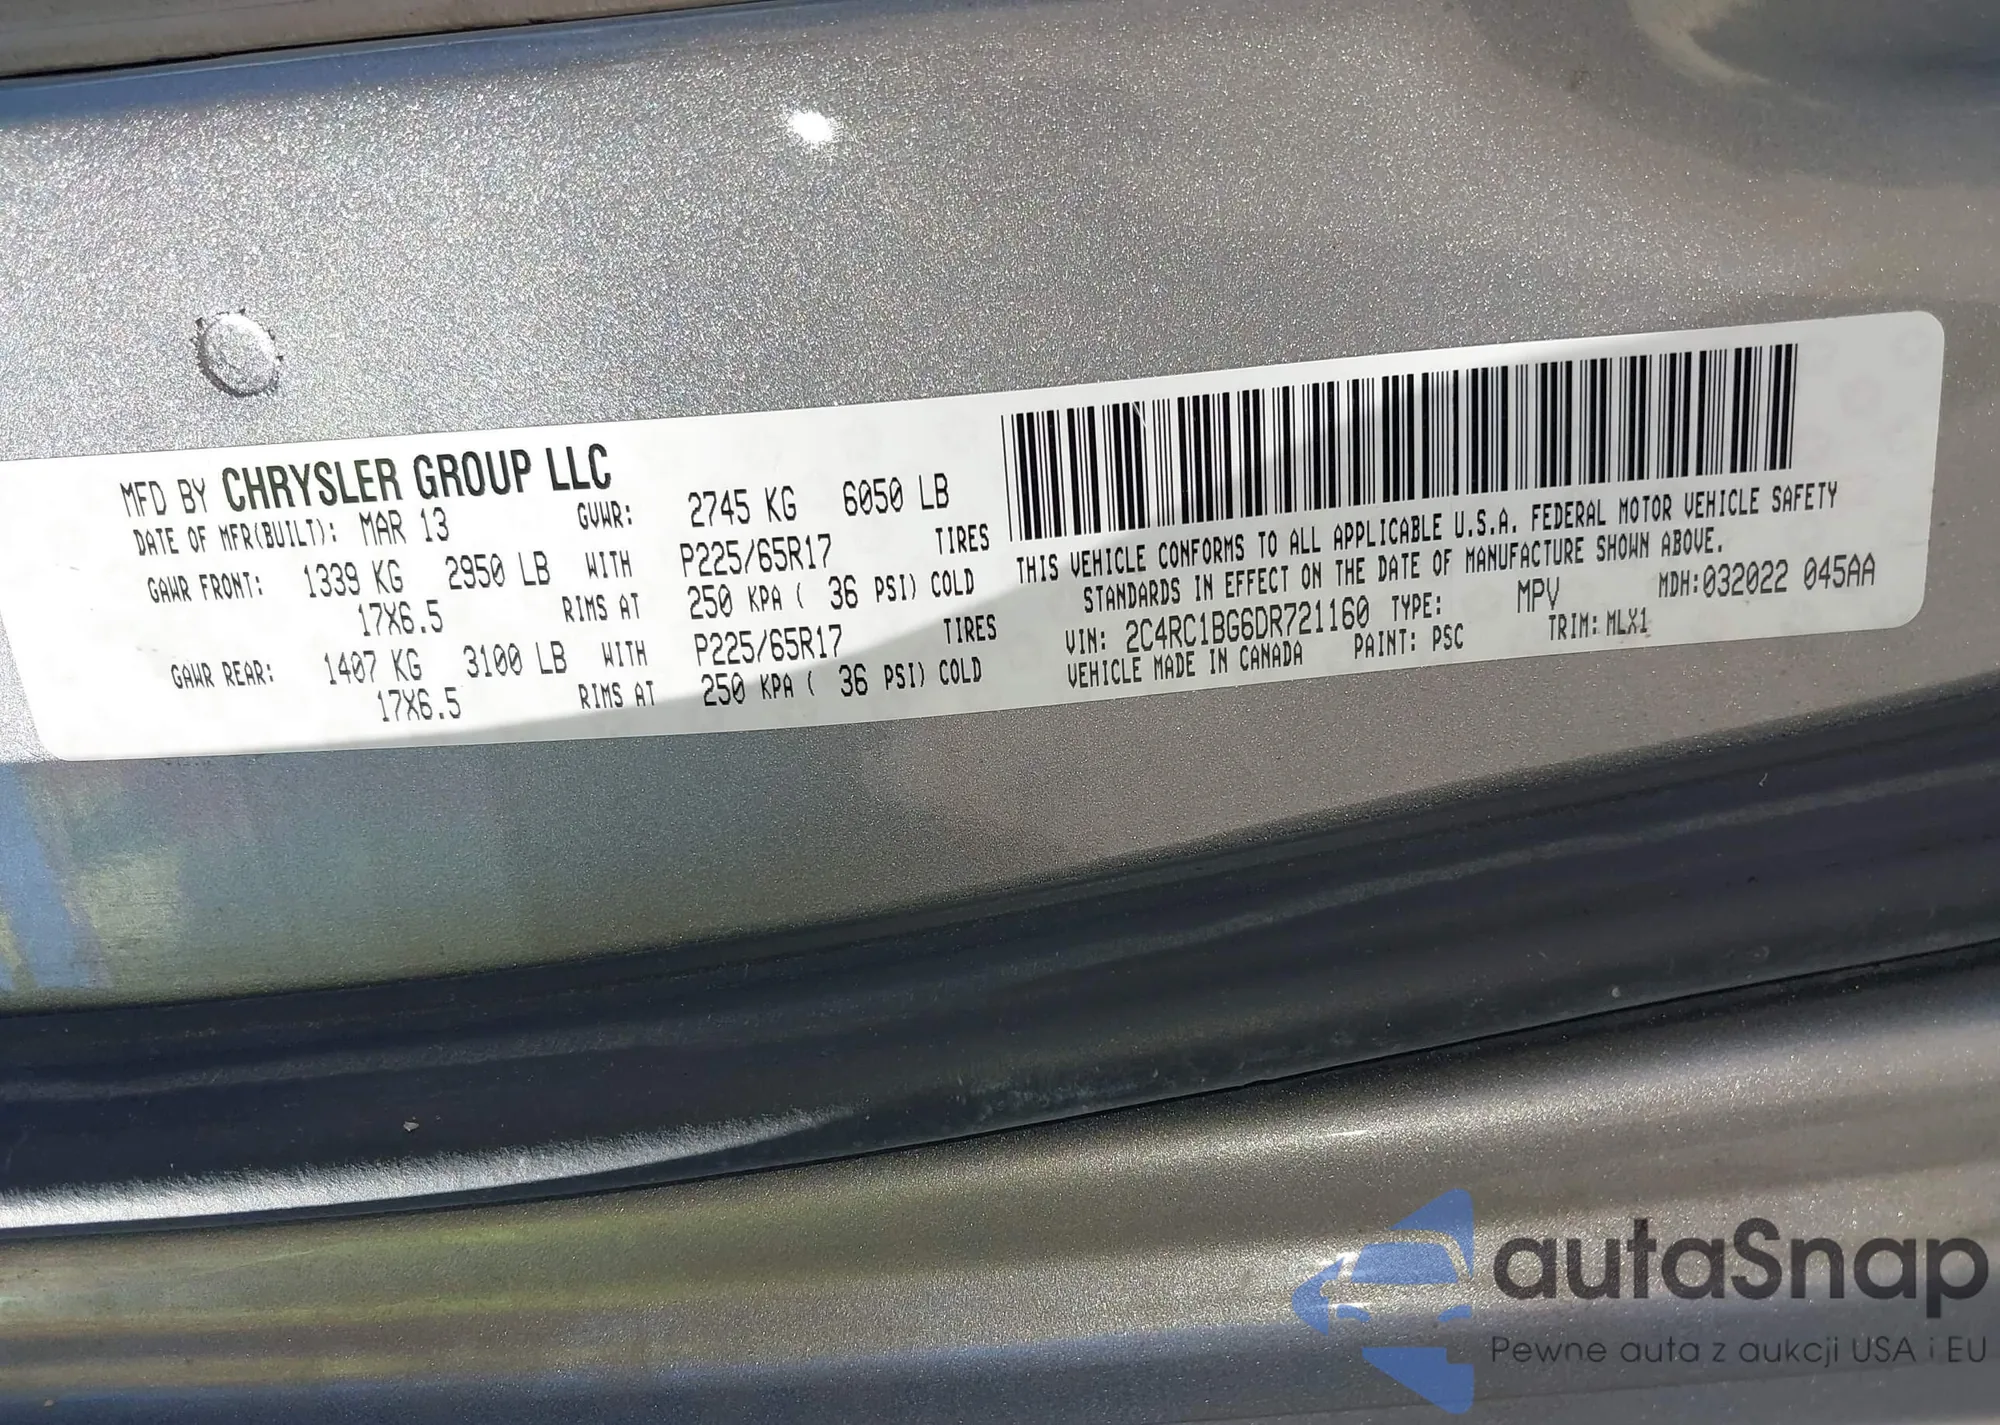 MFD BY CHRYSLER GROUP LLC
DATE OF MFR(BUILT): MAR 13 GVWR: 2745 KG 6050 LB
GAWR FRONT: 1339 KG 2950 LB WITH P225/65R17 TIRES
17X6.5 RIMS AT 250 KPA ( 36 PSI) COLD
GAWR REAR: 1407 KG 3100 LB WITH P225/65R17 TIRES
17X6.5 RIMS AT 250 KPA ( 36 PSI) COLD
THIS VEHICLE CONFORMS TO ALL APPLICABLE U.S.A. FEDERAL MOTOR VEHICLE SAFETY
STANDARDS IN EFFECT ON THE DATE OF MANUFACTURE SHOWN ABOVE.
VIN: 2C4RC1BG6DR721160 TYPE: MPV MDH:032022 045AA
VEHICLE MADE IN CANADA PAINT: PSC TRIM: MLX1
autaSnap
Pewne auta z aukcji USA i EU